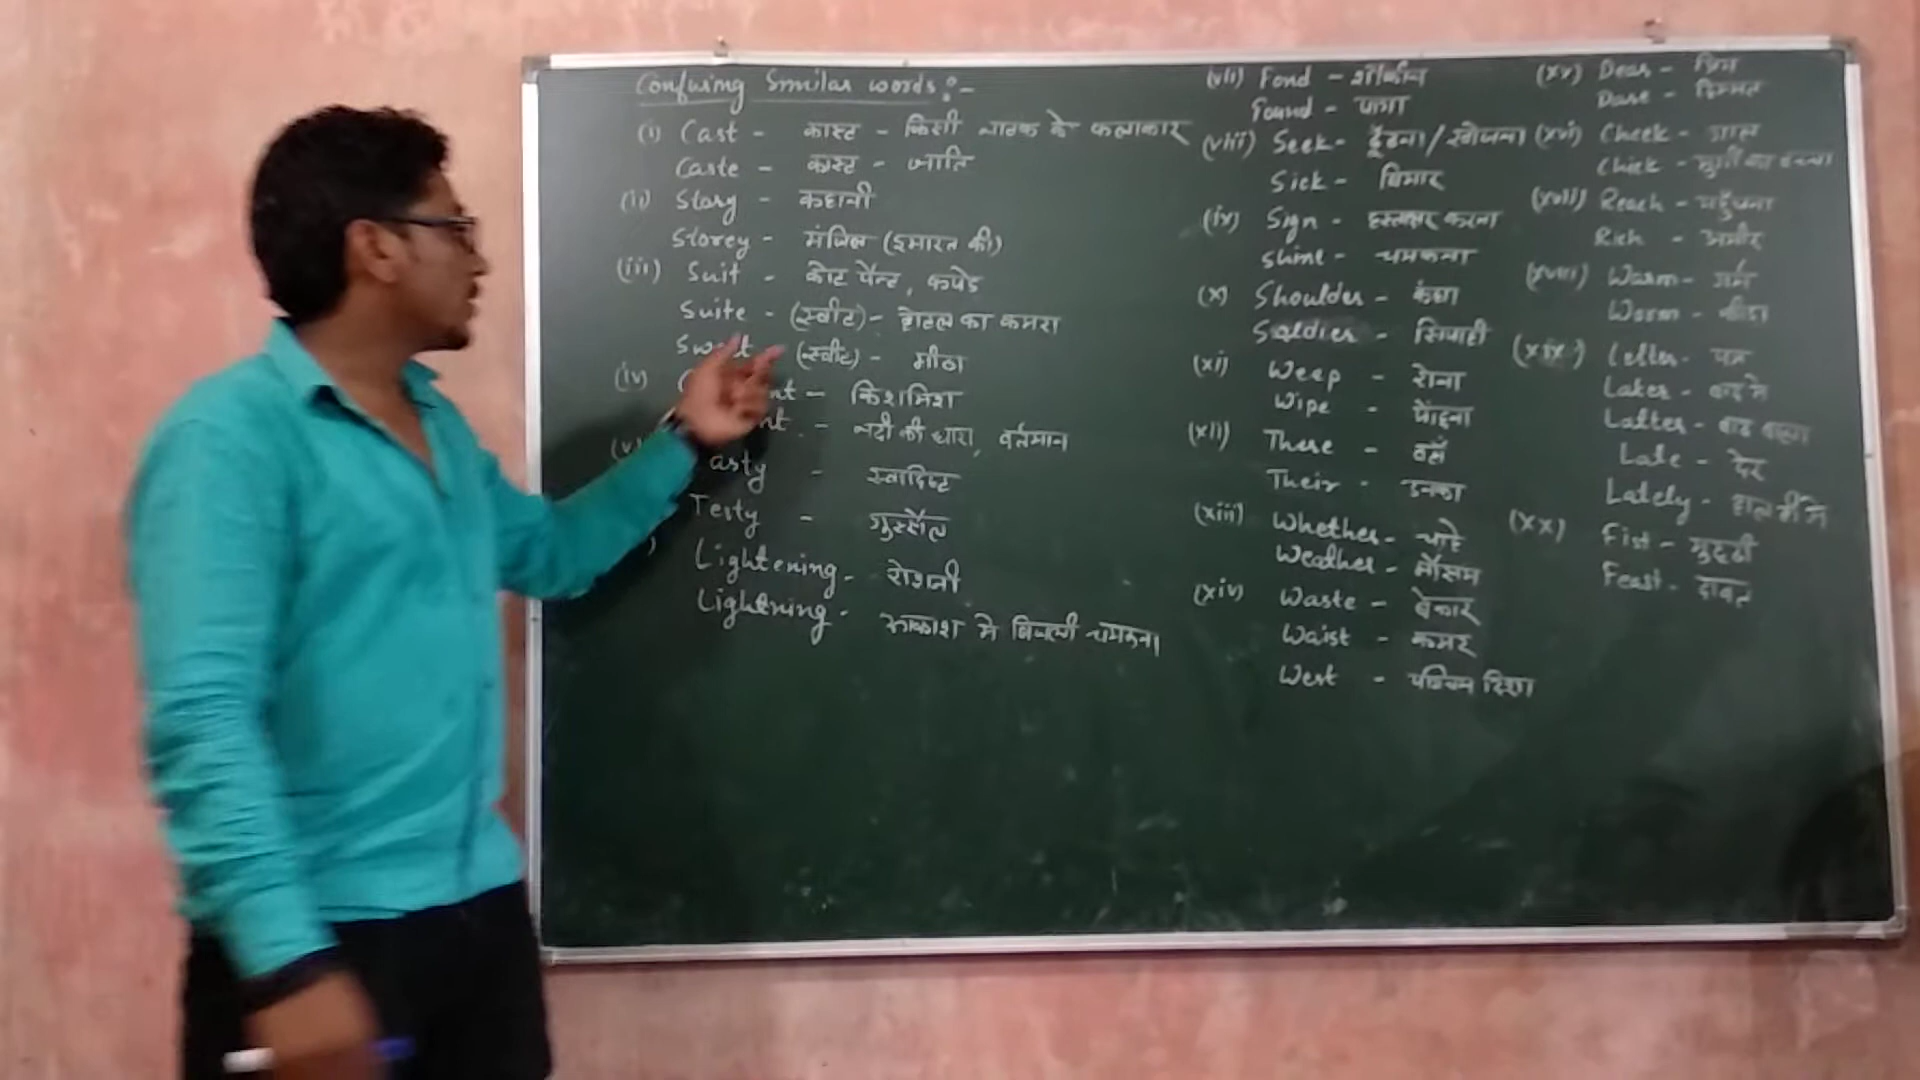 Confusing Similar words :-
(i) Cast - कास्ट - किसी नाटक के कलाकार
Caste - कास्ट - जाति
(ii) Story - कहानी
Storey - मंजिल (इमारत की)
(iii) Suit - कोट पैन्ट, कपड़े
Suite - (स्वीट) - होटल का कमरा
(स्वीट) - मीठा
(iv) - किशमिश
- नदी की धारा, वर्तमान
(v) asty - स्वादिष्ट
Testy - गुस्सैल
Lightening - रोशनी
Lightning - आकाश मे बिजली चमकना
(vii) Fond - शौकीन
Found - पाया
(viii) Seek - ढूँढना/खोजना
Sick - बिमार
(ix) Sign - हस्ताक्षर करना
Shine - चमकना
(x) Shoulder - कंधा
Soldier - सिपाही
(xi) Weep - रोना
Wipe - पोंछना
(xii) There - वहाँ
Their - उनका
(xiii) Whether - चाहे
Weather - मौसम
(xiv) Waste - बेकार
Waist - कमर
West - पश्चिम दिशा
(xv) Dear - प्रिय
Dare - हिम्मत
(xvi) Cheek - गाल
Chick - मुर्गी का बच्चा
(xvii) Reach - पहुँचना
Rich - अमीर
(xviii) Warm - गर्म
Worm - कीड़ा
(xix) Letter - पत्र
Later - बाद मे
Latter - बाद वाला
Late - देर
Lately - हाल ही मे
(xx) Fist - मुट्ठी
Feast - दावत